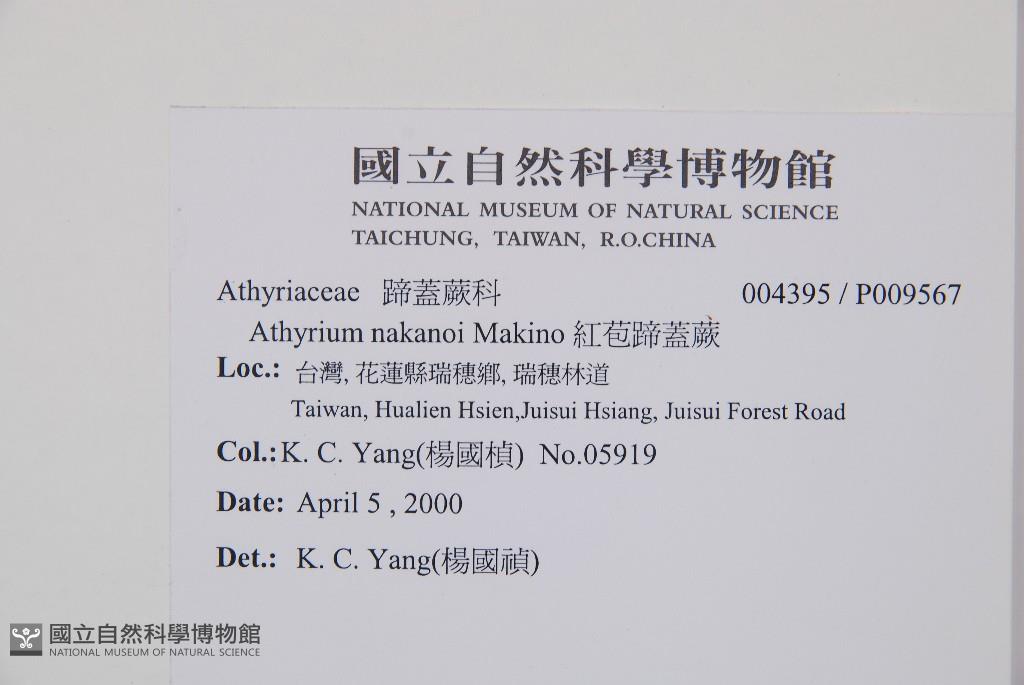 國立自然科學博物館
NATIONAL MUSEUM OF NATURAL SCIENCE
TAICHUNG, TAIWAN, R.O.CHINA
Athyriaceae 蹄蓋蕨科 004395 / P009567
Athyrium nakanoi Makino 紅苞蹄蓋蕨
Loc.: 台灣, 花蓮縣瑞穗鄉, 瑞穗林道
Taiwan, Hualien Hsien,Juisui Hsiang, Juisui Forest Road
Col.:K. C. Yang(楊國楨) No.05919
Date: April 5 , 2000
Det.: K. C. Yang(楊國禎)
國立自然科學博物館
NATIONAL MUSEUM OF NATURAL SCIENCE